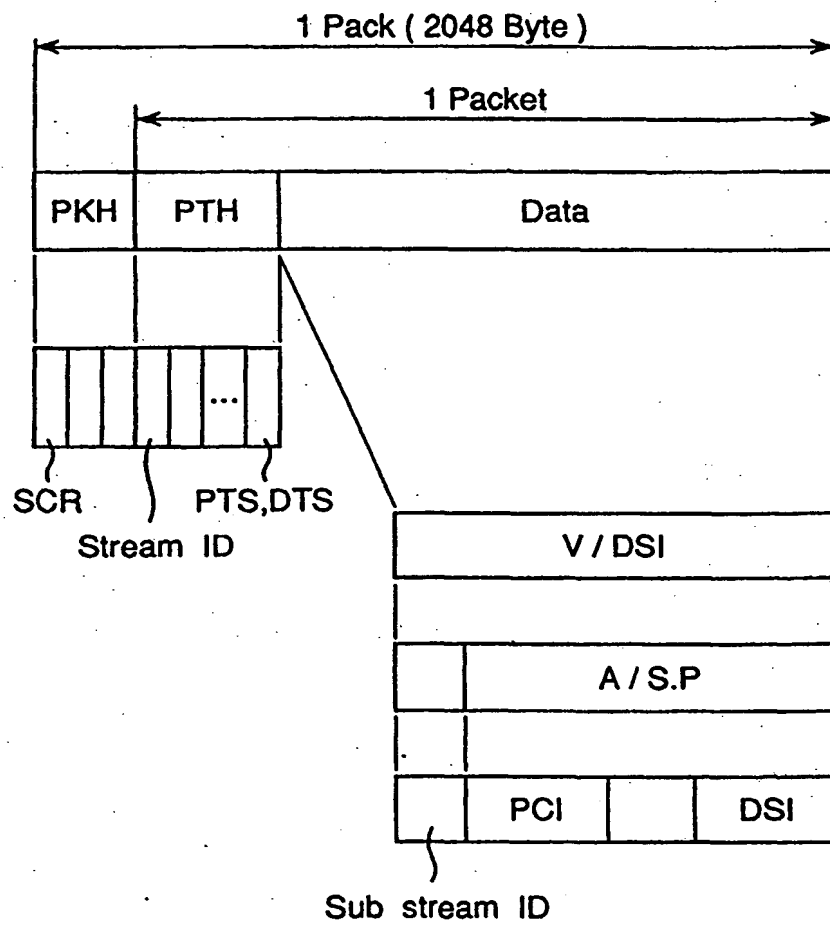 1 Pack ( 2048 Byte )
1 Packet
PKH PTH Data
...
SCR PTS,DTS
Stream ID
V / DSI
A / S.P
PCI DSI
Sub stream ID